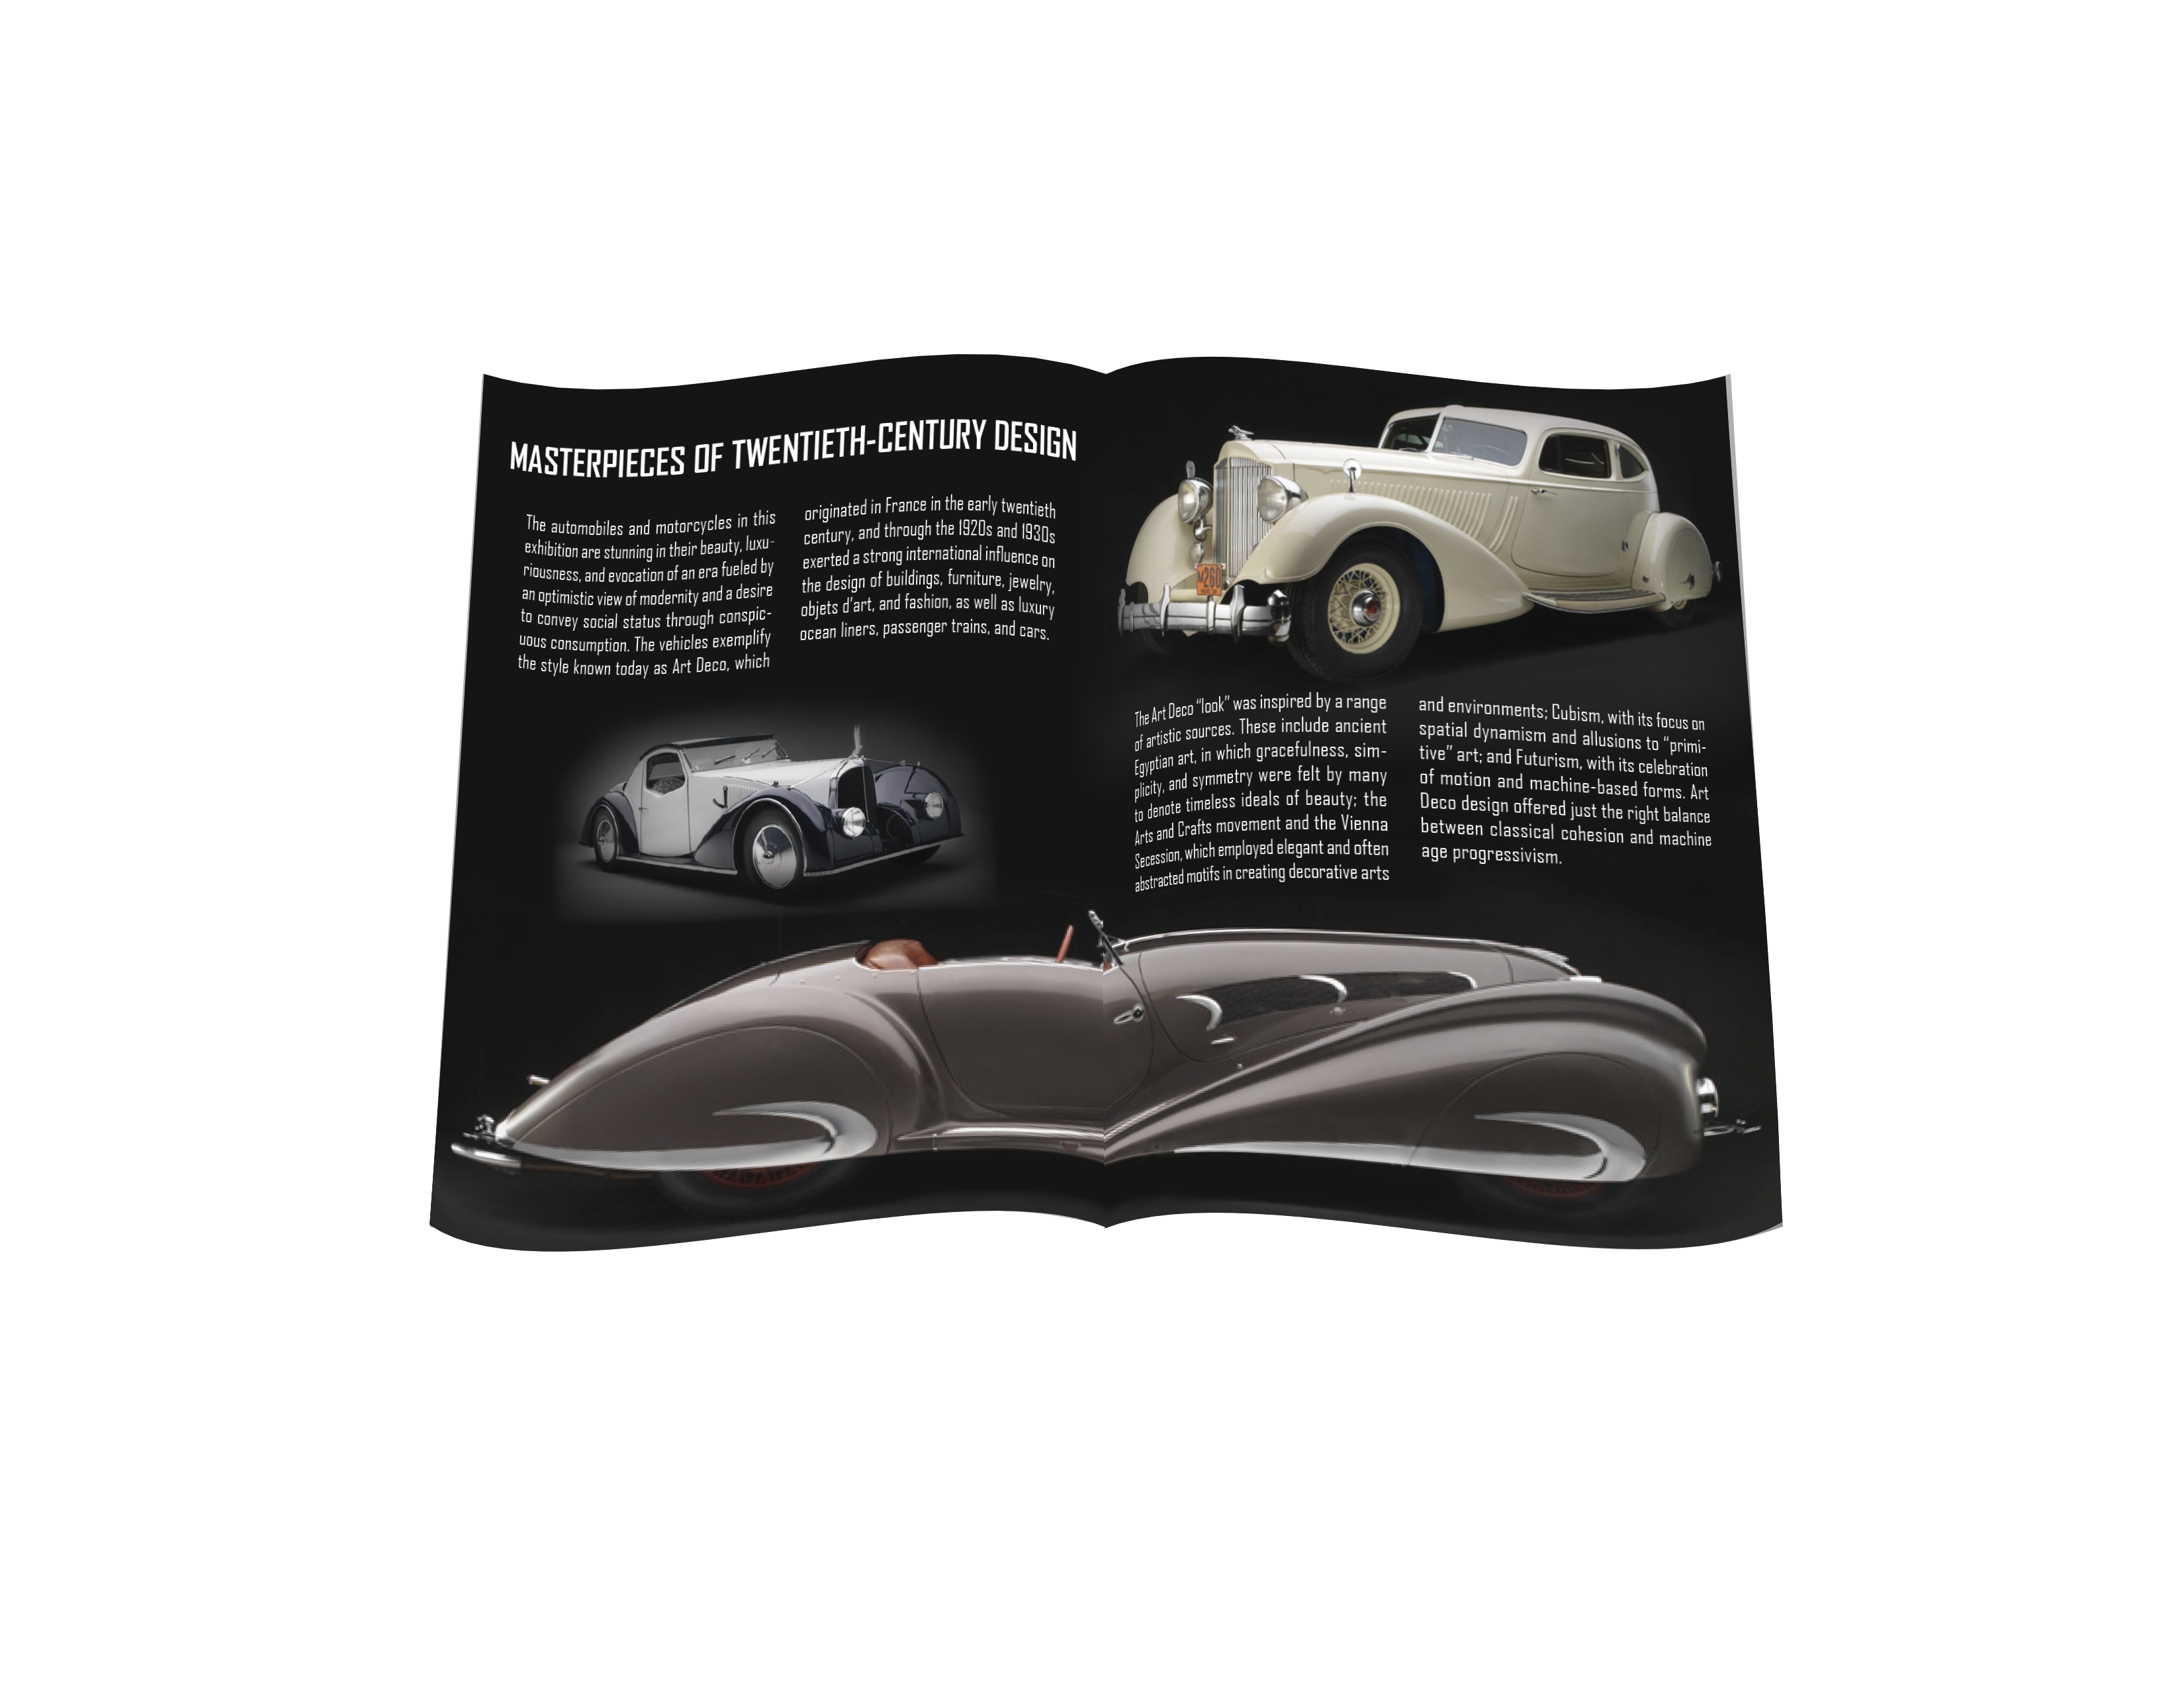 MASTERPIECES OF TWENTIETH-CENTURY DESIGN
The automobiles and motorcycles in this
exhibition are stunning in their beauty, luxu-
riousness, and evocation of an era fueled by
an optimistic view of modernity and a desire
to convey social status through conspic-
uous consumption. The vehicles exemplify
the style known today as Art Deco, which
originated in France in the early twentieth
century, and through the 1920s and 1930s
exerted a strong international influence on
the design of buildings, furniture, jewelry,
objets d'art, and fashion, as well as luxury
ocean liners, passenger trains, and cars.
M260
The Art Deco “look” was inspired by a range
of artistic sources. These include ancient
Egyptian art, in which gracefulness, sim-
plicity, and symmetry were felt by many
to denote timeless ideals of beauty; the
Arts and Crafts movement and the Vienna
Secession, which employed elegant and often
abstracted motifs in creating decorative arts
and environments; Cubism, with its focus on
spatial dynamism and allusions to “primi-
tive” art; and Futurism, with its celebration
of motion and machine-based forms. Art
Deco design offered just the right balance
between classical cohesion and machine
age progressivism.